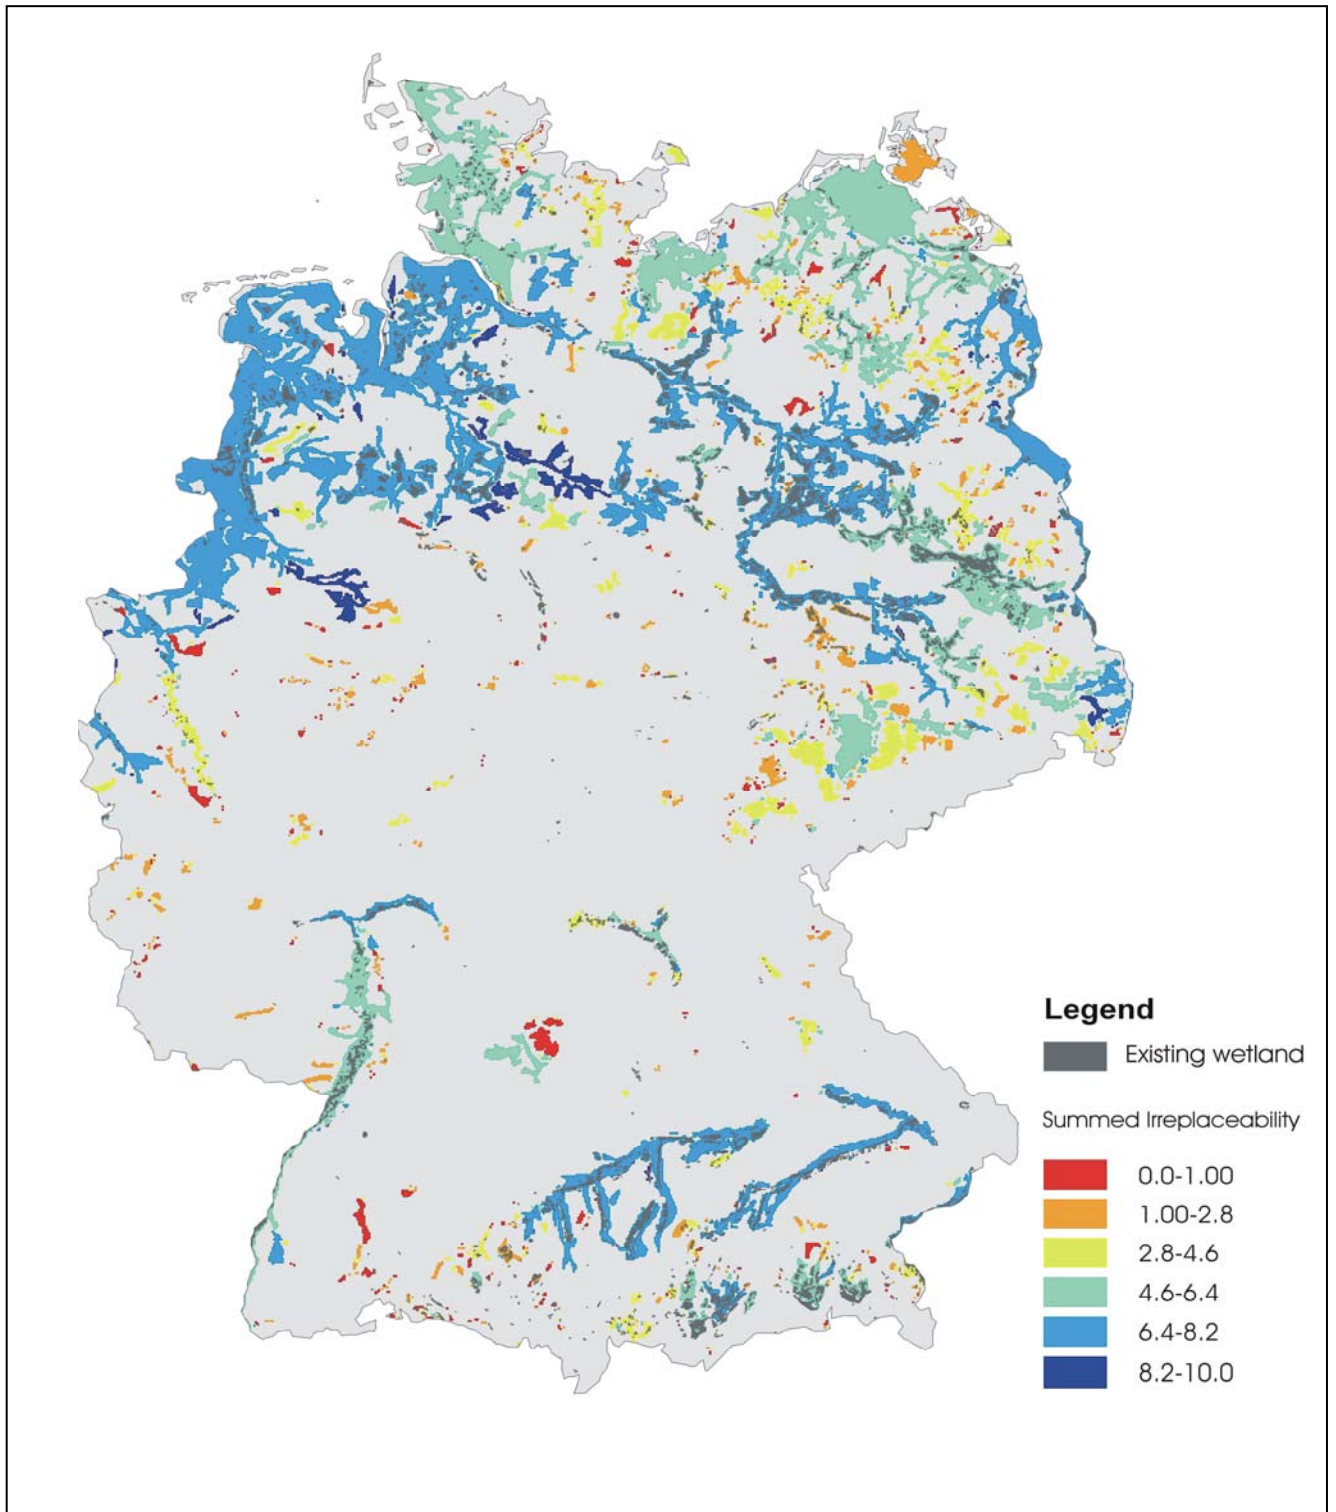 Legend
Existing wetland
Summed Irreplaceability
0.0-1.00
1.00-2.8
2.8-4.6
4.6-6.4
6.4-8.2
8.2-10.0